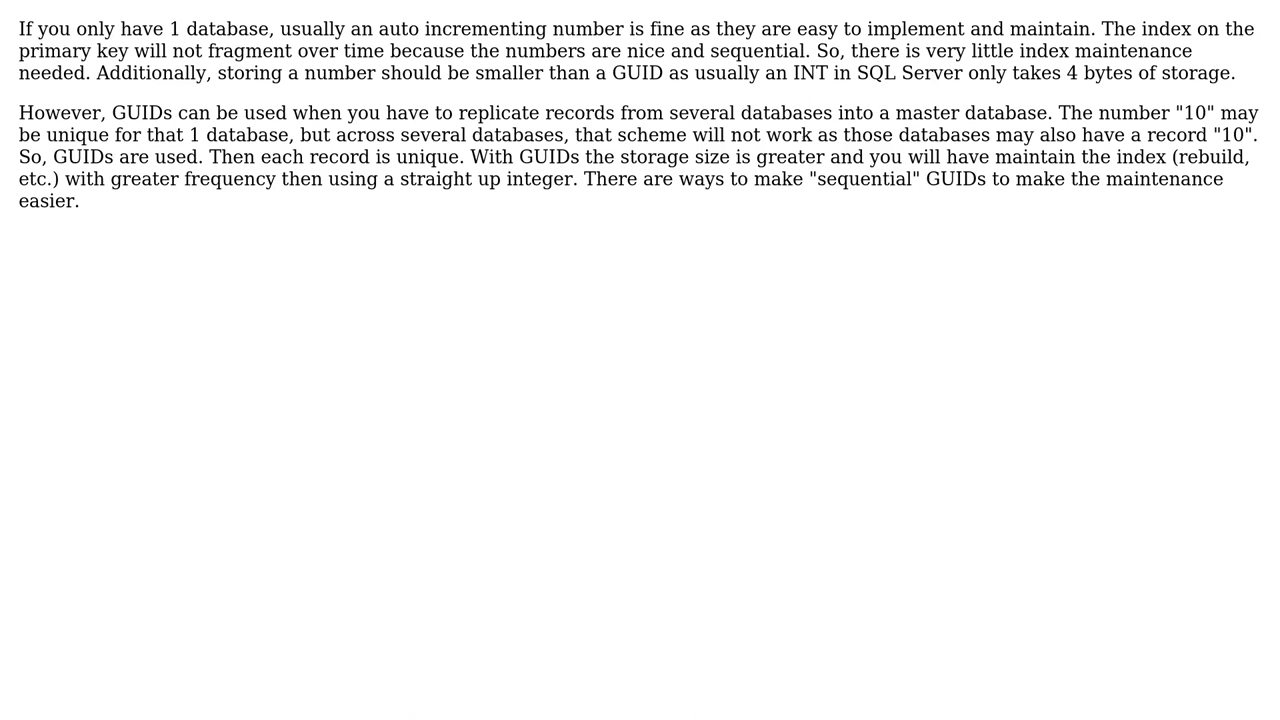 If you only have 1 database, usually an auto incrementing number is fine as they are easy to implement and maintain. The index on the
primary key will not fragment over time because the numbers are nice and sequential. So, there is very little index maintenance
needed. Additionally, storing a number should be smaller than a GUID as usually an INT in SQL Server only takes 4 bytes of storage.
However, GUIDs can be used when you have to replicate records from several databases into a master database. The number "10" may
be unique for that 1 database, but across several databases, that scheme will not work as those databases may also have a record "10".
So, GUIDs are used. Then each record is unique. With GUIDs the storage size is greater and you will have maintain the index (rebuild,
etc.) with greater frequency then using a straight up integer. There are ways to make "sequential" GUIDs to make the maintenance
easier.